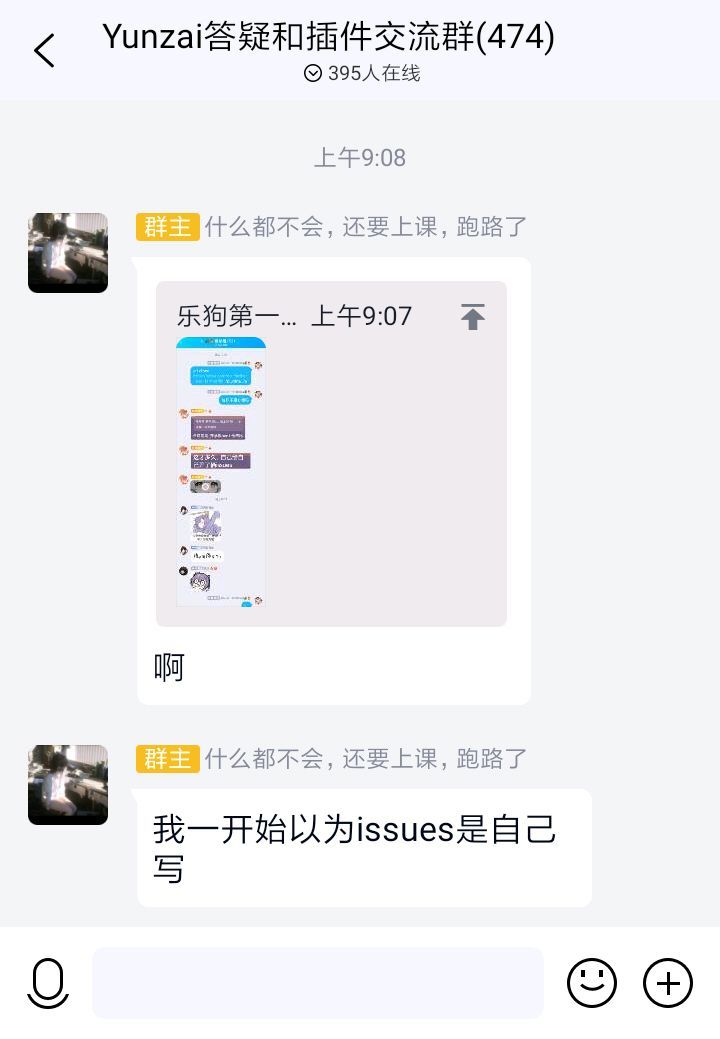 Yunzai答疑和插件交流群(474)
395人在线
上午9:08
群主 什么都不会，还要上课，跑路了
乐狗第一... 上午9:07
啊
群主 什么都不会，还要上课，跑路了
我一开始以为issues是自己
写